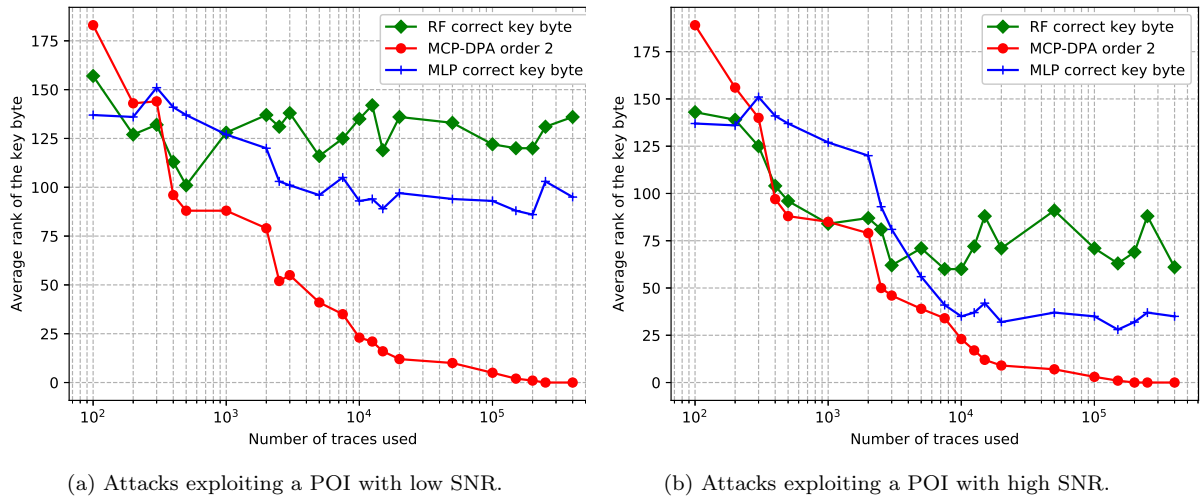 RF correct key byte
MCP-DPA order 2
MLP correct key byte
Average rank of the key byte
175
150
125
100
75
50
25
0
10^2
10^3
10^4
10^5
Number of traces used
(a) Attacks exploiting a POI with low SNR.
RF correct key byte
MCP-DPA order 2
MLP correct key byte
Average rank of the key byte
175
150
125
100
75
50
25
0
10^2
10^3
10^4
10^5
Number of traces used
(b) Attacks exploiting a POI with high SNR.